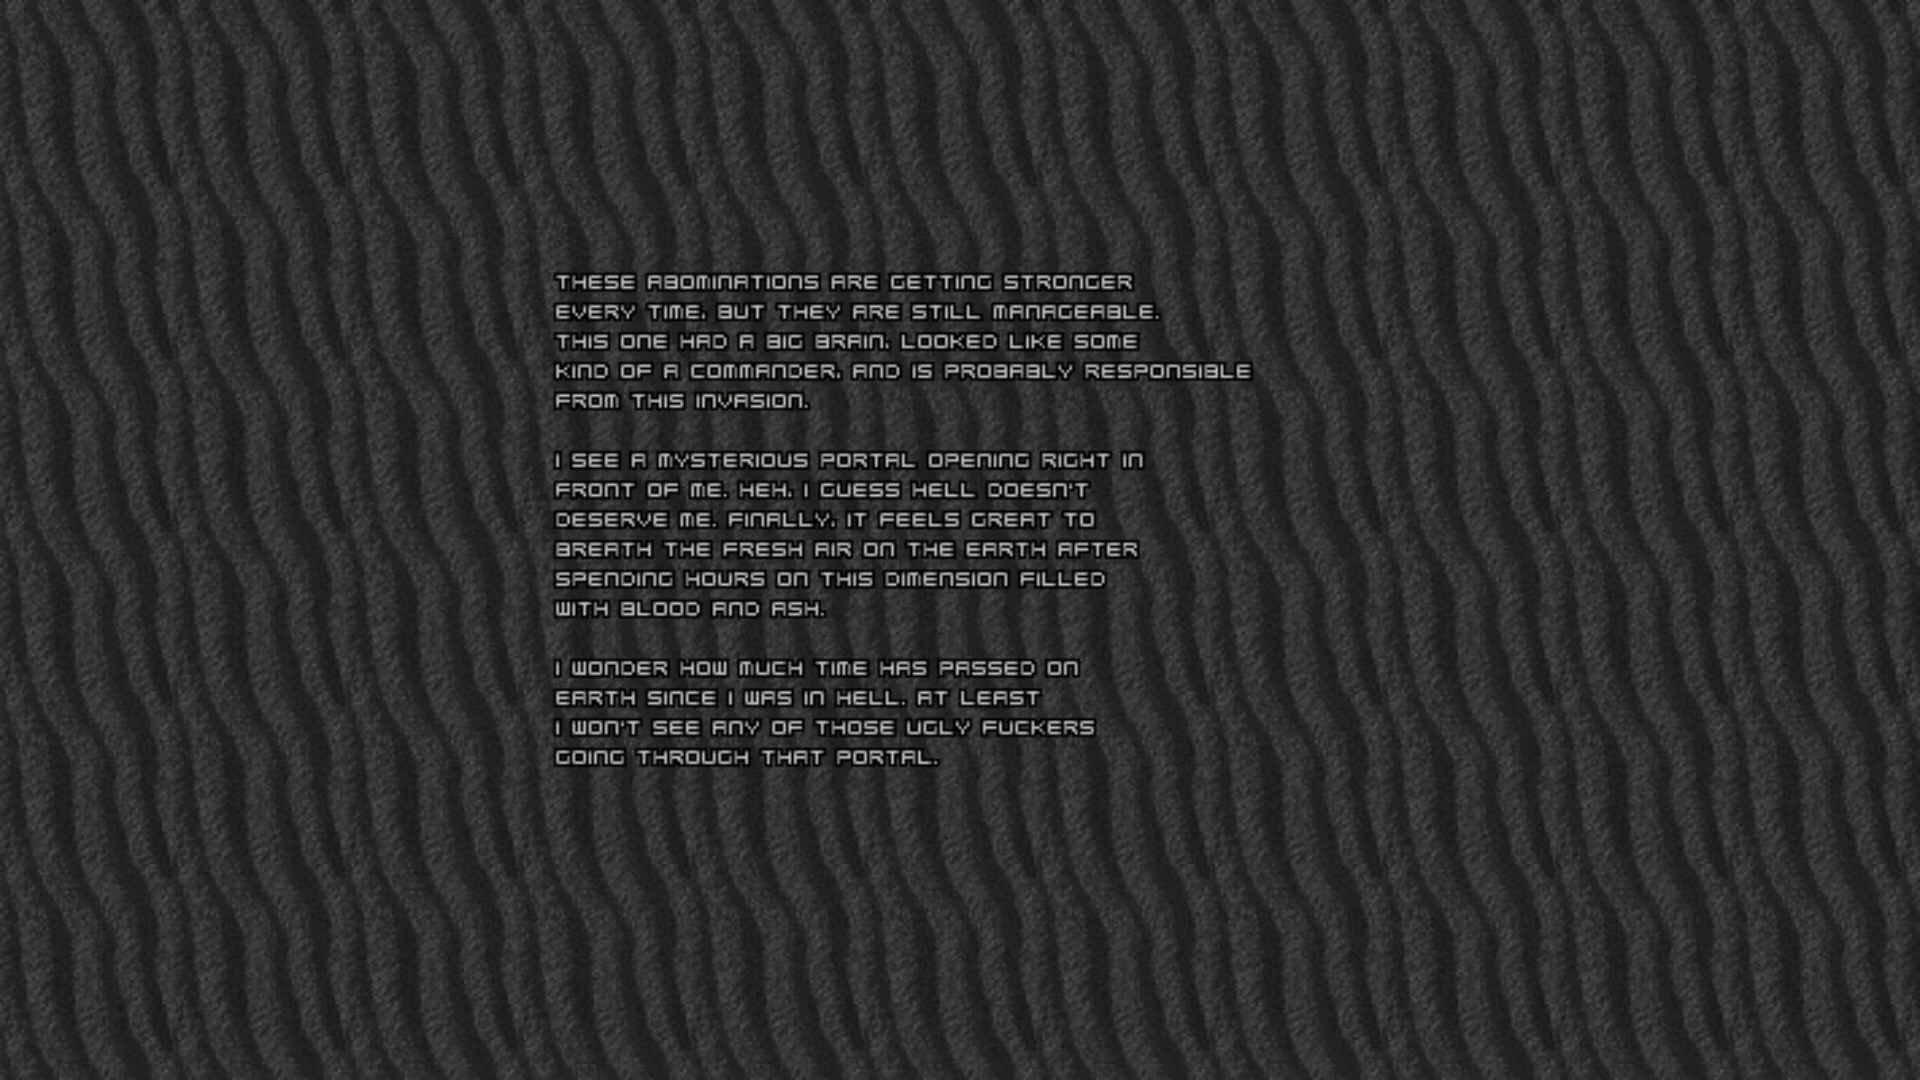 THESE ABOMINATIONS ARE GETTING STRONGER
EVERY TIME, BUT THEY ARE STILL MANAGEABLE.
THIS ONE HAD A BIG BRAIN, LOOKED LIKE SOME
KIND OF A COMMANDER, AND IS PROBABLY RESPONSIBLE
FROM THIS INVASION.

I SEE A MYSTERIOUS PORTAL OPENING RIGHT IN
FRONT OF ME. HEH, I GUESS HELL DOESN'T
DESERVE ME. FINALLY, IT FEELS GREAT TO
BREATH THE FRESH AIR ON THE EARTH AFTER
SPENDING HOURS ON THIS DIMENSION FILLED
WITH BLOOD AND ASH.

I WONDER HOW MUCH TIME HAS PASSED ON
EARTH SINCE I WAS IN HELL. AT LEAST
I WON'T SEE ANY OF THOSE UGLY FUCKERS
GOING THROUGH THAT PORTAL.